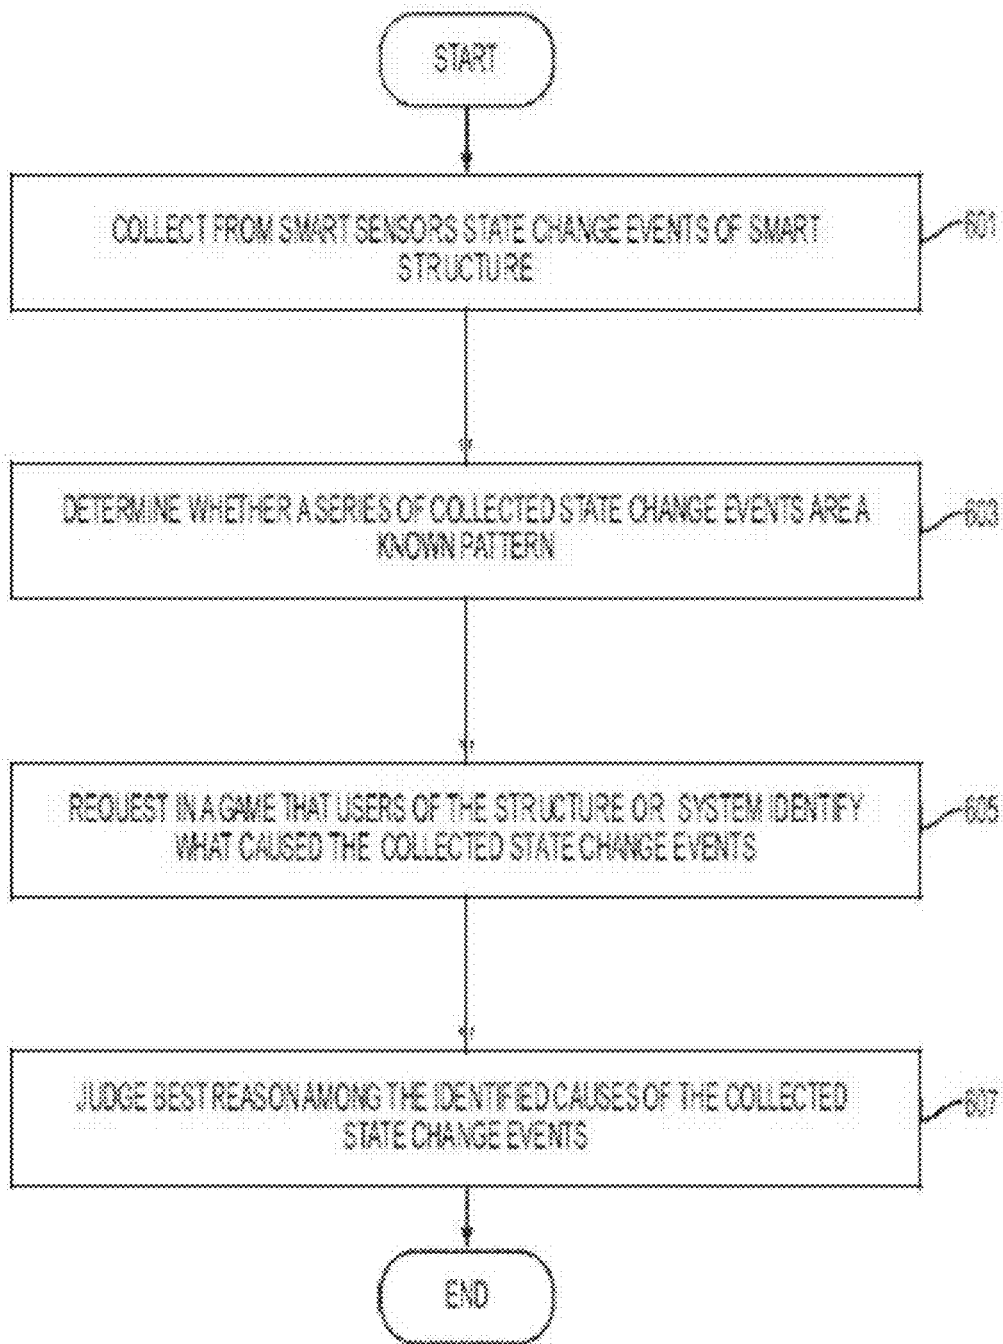 START
COLLECT FROM SMART SENSORS STATE CHANGE EVENTS OF SMART
STRUCTURE
601
DETERMINE WHETHER A SERIES OF COLLECTED STATE CHANGE EVENTS ARE A
KNOWN PATTERN
603
REQUEST IN A GAME THAT USERS OF THE STRUCTURE OR SYSTEM IDENTIFY
WHAT CAUSED THE COLLECTED STATE CHANGE EVENTS
605
JUDGE BEST REASON AMONG THE IDENTIFIED CAUSES OF THE COLLECTED
STATE CHANGE EVENTS
607
END